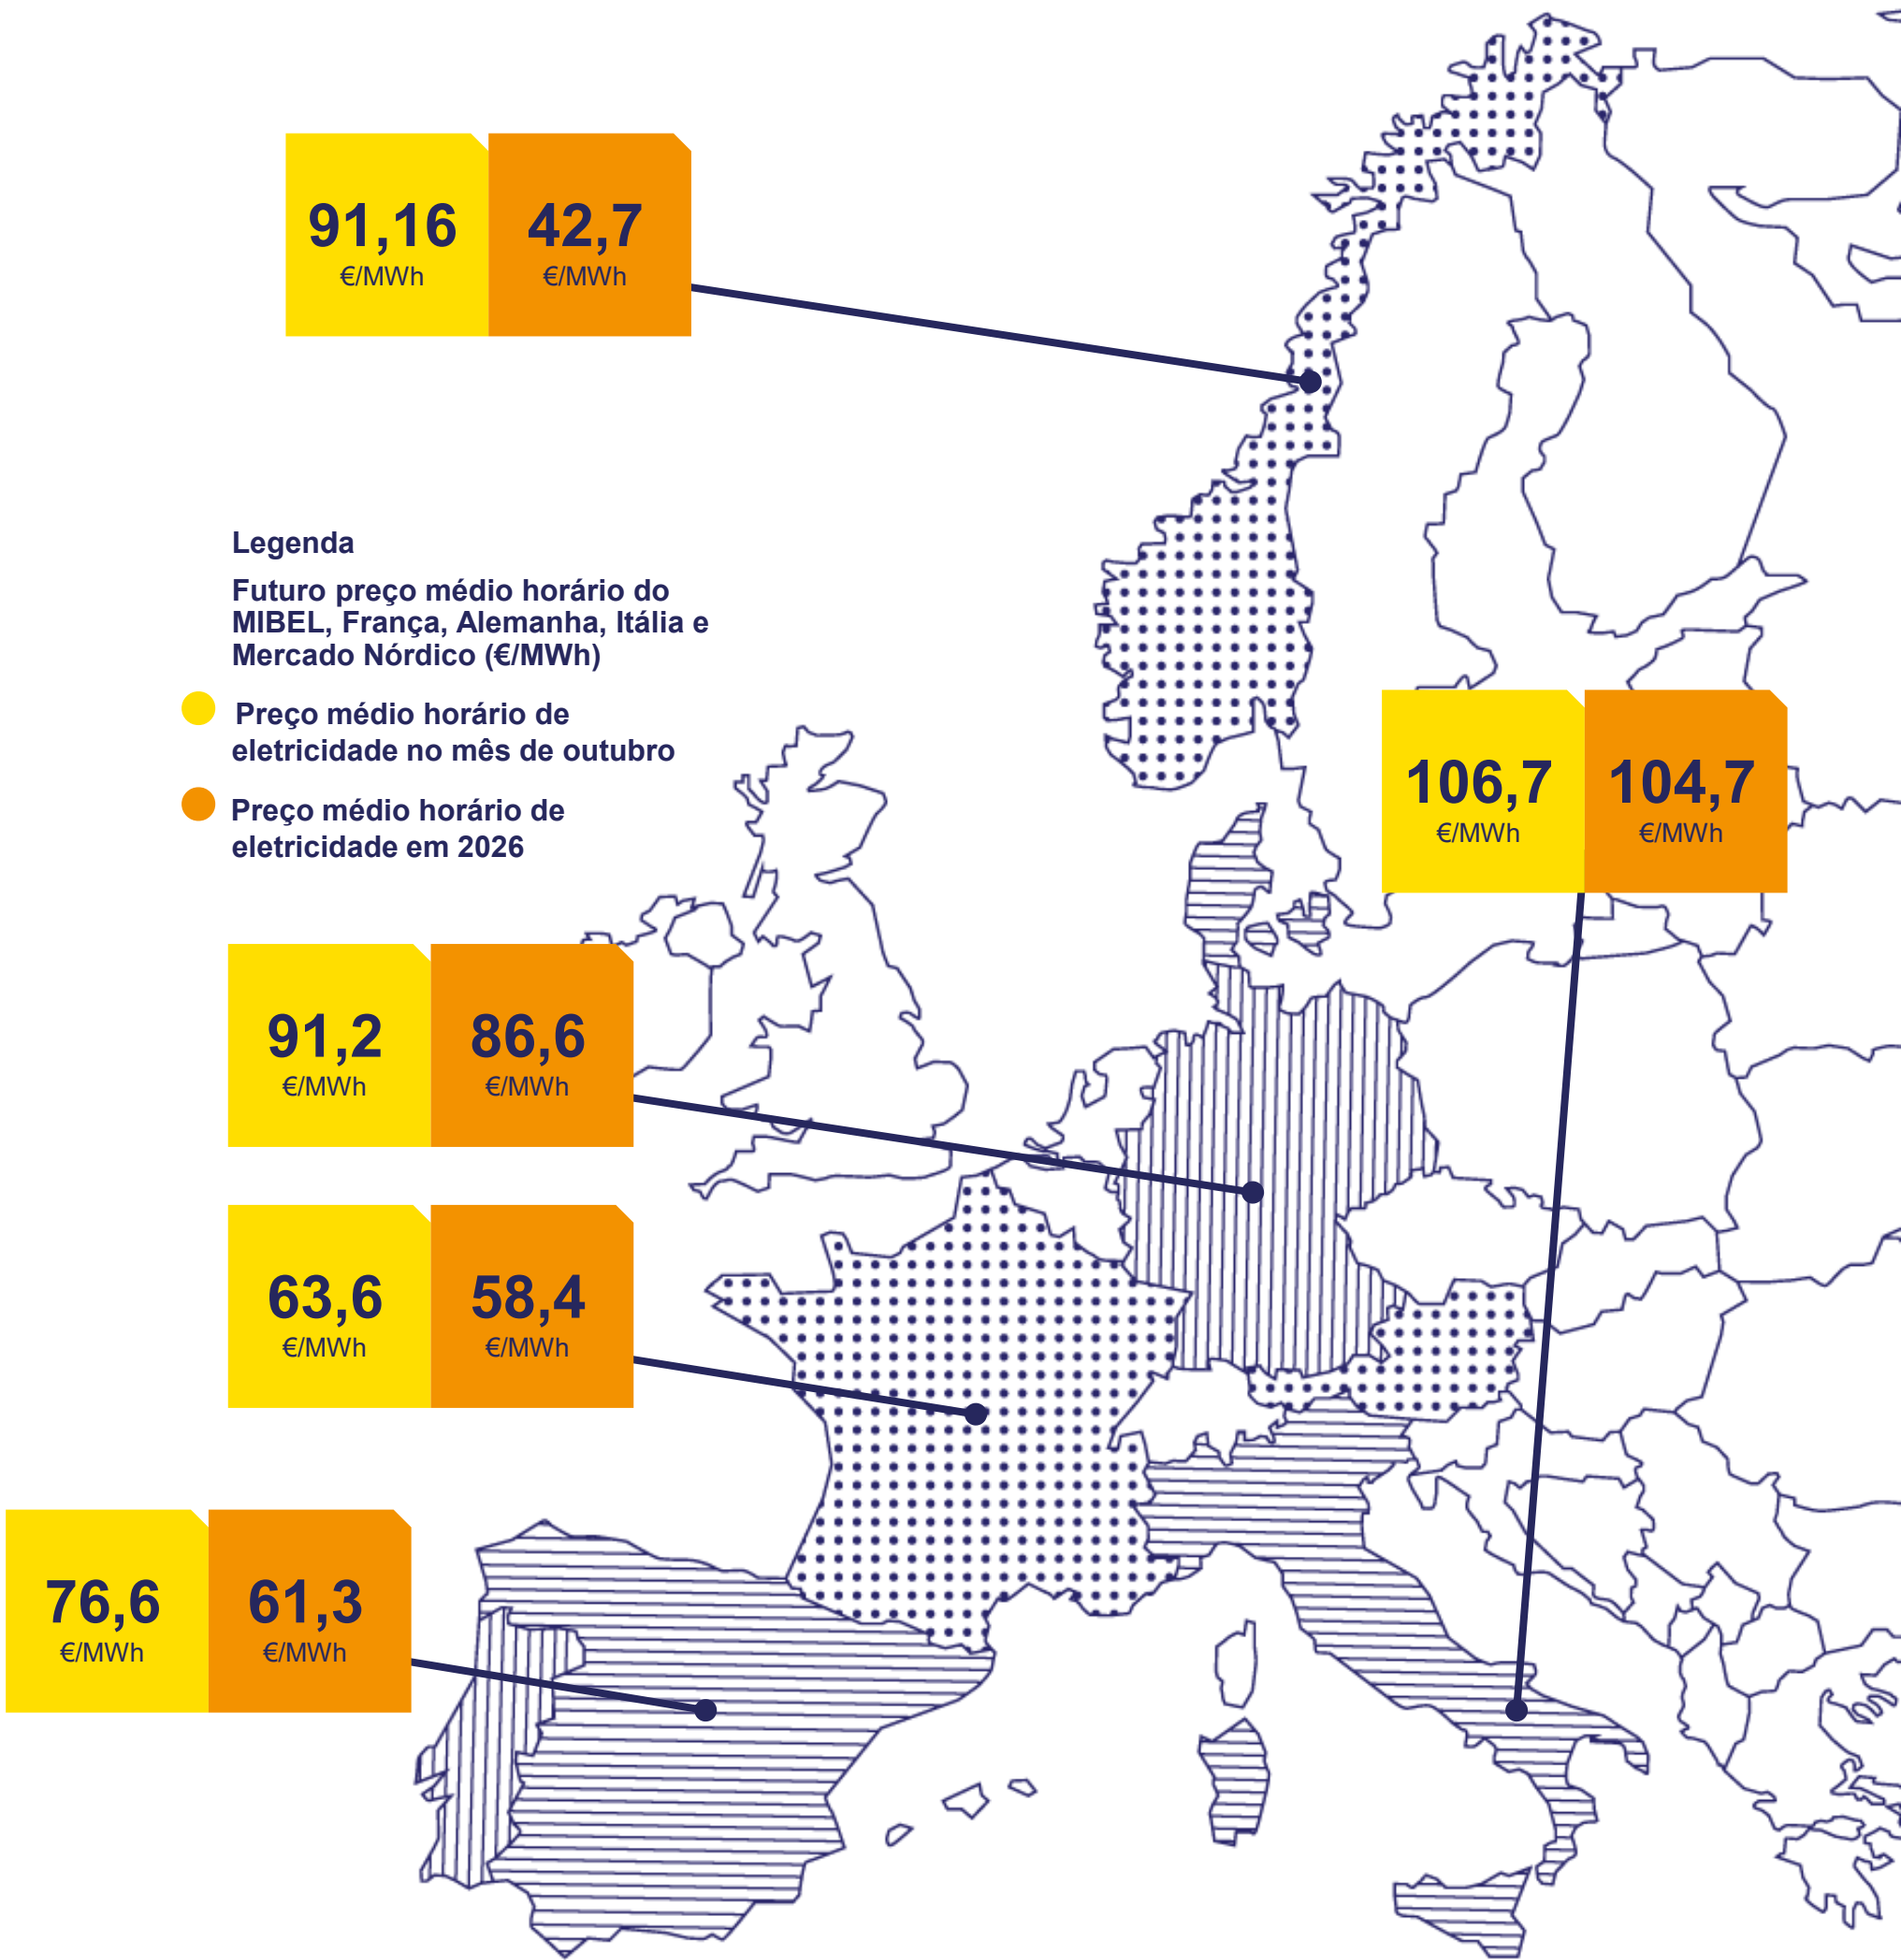 91,16
€/MWh
42,7
€/MWh
Legenda
Futuro preço médio horário do
MIBEL, França, Alemanha, Itália e
Mercado Nórdico (€/MWh)
Preço médio horário de
eletricidade no mês de outubro
Preço médio horário de
eletricidade em 2026
106,7
€/MWh
104,7
€/MWh
91,2
€/MWh
86,6
€/MWh
63,6
€/MWh
58,4
€/MWh
76,6
€/MWh
61,3
€/MWh